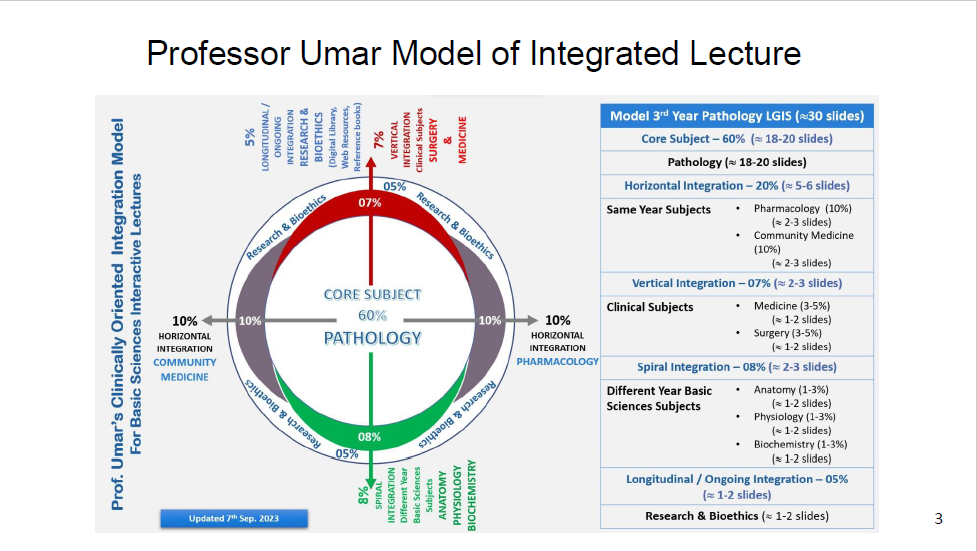 Professor Umar Model of Integrated Lecture
Prof. Umar's Clinically Oriented Integration Model
For Basic Sciences Interactive Lectures
5%
LONGITUDINAL /
ONGOING
INTEGRATION
RESEARCH &
BIOETHICS
(Digital Library,
Web Resources,
Reference books)
7%
VERTICAL
INTEGRATION
Clinical Subjects
SURGERY
&
MEDICINE
05%
07%
Research & Bioethics
Research & Bioethics
CORE SUBJECT
60%
PATHOLOGY
10%
10%
10%
HORIZONTAL
INTEGRATION
COMMUNITY
MEDICINE
10%
HORIZONTAL
INTEGRATION
PHARMACOLOGY
Research & Bioethics
Research & Bioethics
08%
05%
8%
SPIRAL
INTEGRATION
Different Year
Basic Sciences
Subjects
ANATOMY
PHYSIOLOGY
BIOCHEMISTRY
Updated 7th Sep. 2023
Model 3rd Year Pathology LGIS (≈30 slides)
Core Subject – 60% (≈ 18-20 slides)
Pathology (≈ 18-20 slides)
Horizontal Integration – 20% (≈ 5-6 slides)
Same Year Subjects
• Pharmacology (10%)
(≈ 2-3 slides)
• Community Medicine
(10%)
(≈ 2-3 slides)
Vertical Integration – 07% (≈ 2-3 slides)
Clinical Subjects
• Medicine (3-5%)
(≈ 1-2 slides)
• Surgery (3-5%)
(≈ 1-2 slides)
Spiral Integration – 08% (≈ 2-3 slides)
Different Year Basic
Sciences Subjects
• Anatomy (1-3%)
(≈ 1-2 slides)
• Physiology (1-3%)
(≈ 1-2 slides)
• Biochemistry (1-3%)
(≈ 1-2 slides)
Longitudinal / Ongoing Integration – 05%
(≈ 1-2 slides)
Research & Bioethics (≈ 1-2 slides)
3